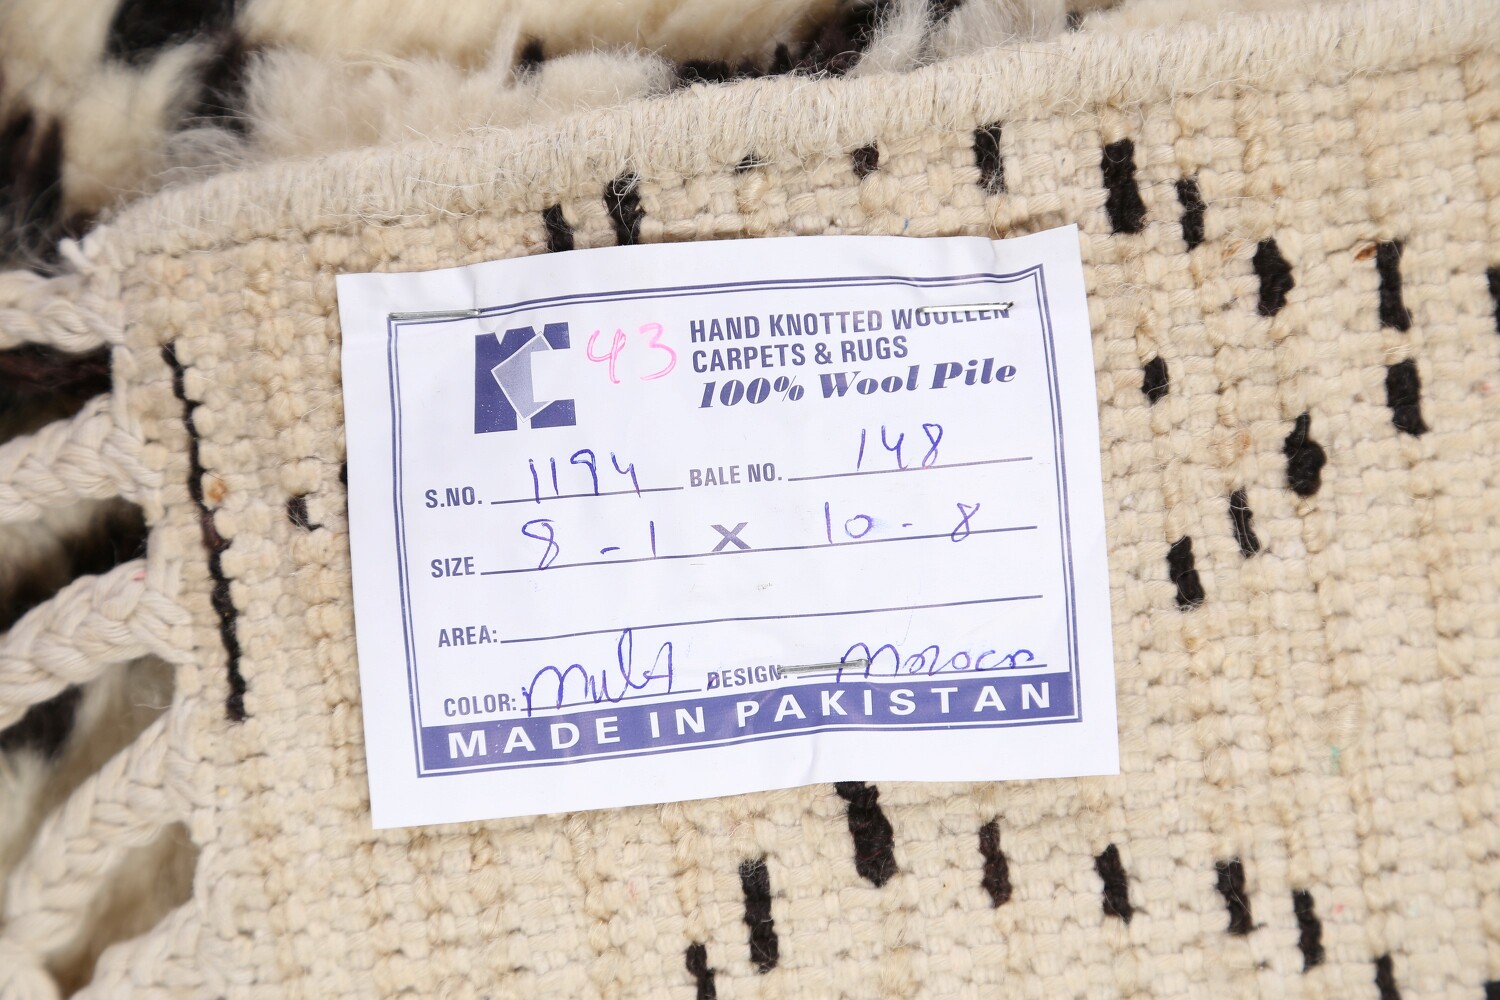 43
HAND KNOTTED WOOLLEN
CARPETS & RUGS
100% Wool Pile
S.NO. 1194 BALE NO. 148
SIZE 8-1 X 10-8
AREA:
COLOR: Multi DESIGN: Morocco
MADE IN PAKISTAN